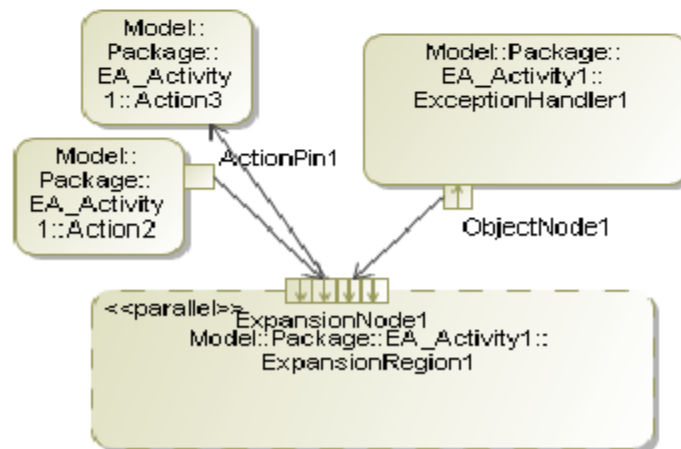 Model::
Package::
EA_Activity
1::Action3
Model::Package::
EA_Activity1::
ExceptionHandler1
Model::
Package::
EA_Activity
1::Action2
ActionPin1
ObjectNode1
<<parallel>>
ExpansionNode1
Model::Package::EA_Activity1::
ExpansionRegion1